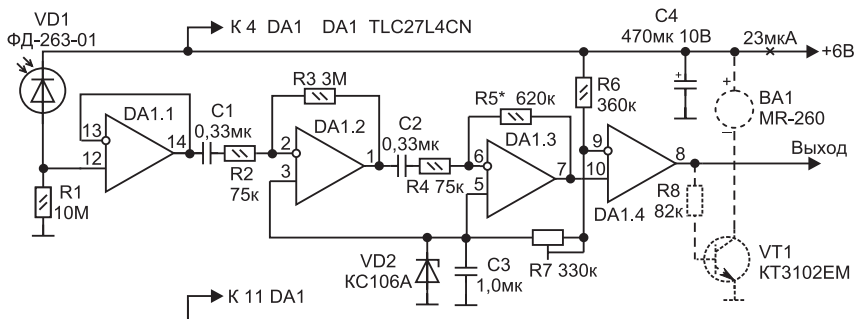 VD1
ФД-263-01
К 4 DA1
DA1 TLC27L4CN
C4
470мк 10В
23мкА
+6В
R3 3М
R5* 620к
R6
360к
BA1
MR-260
+
+
–
DA1.1
C1
0,33мк
DA1.2
C2
0,33мк
DA1.3
13
14
12
2
1
3
6
7
5
9
8
10
Выход
R1
10М
R2
75к
R4 75к
DA1.4
R8
82к
VD2
КС106А
C3
1,0мк
R7 330к
VT1
КТ3102ЕМ
К 11 DA1